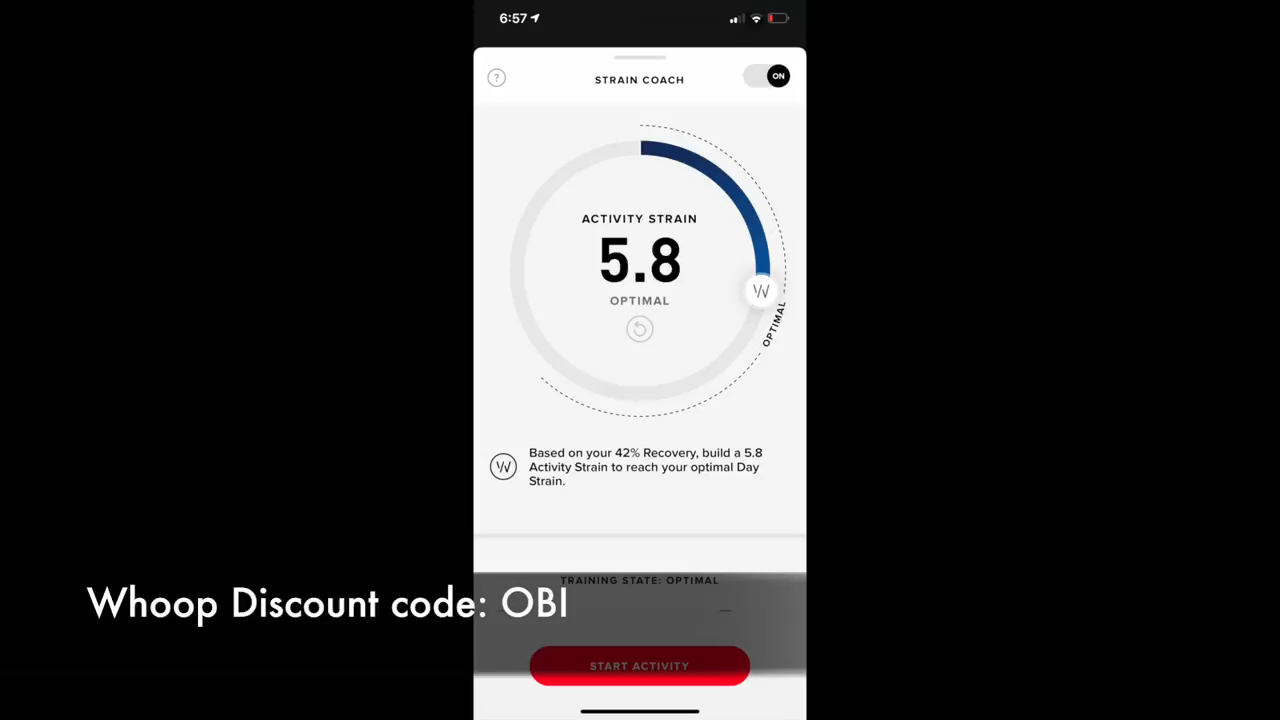 6:57
?
STRAIN COACH
ON
ACTIVITY STRAIN
5.8
OPTIMAL
W
OPTIMAL
W
Based on your 42% Recovery, build a 5.8
Activity Strain to reach your optimal Day
Strain.
TRAINING STATE: OPTIMAL
Whoop Discount code: OBI
START ACTIVITY